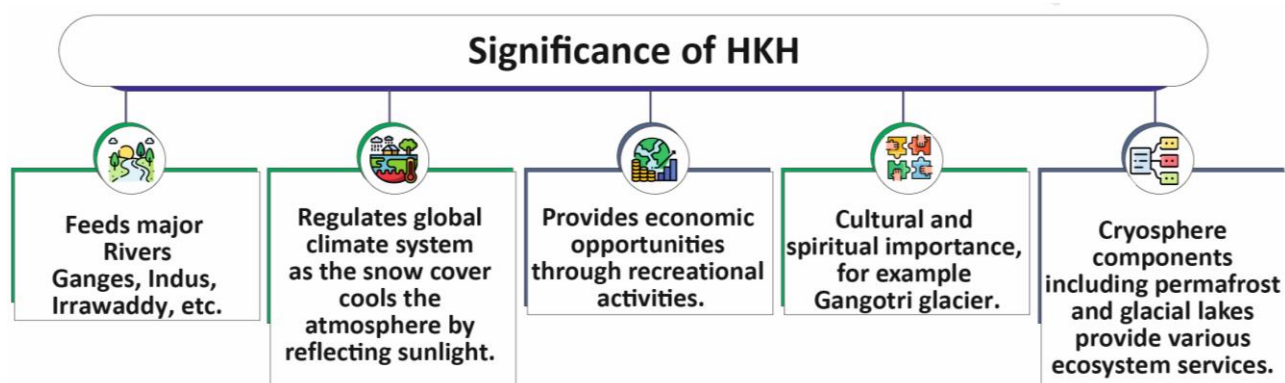 Significance of HKH
Feeds major
Rivers
Ganges, Indus,
Irrawaddy, etc.
Regulates global
climate system
as the snow cover
cools the
atmosphere by
reflecting sunlight.
Provides economic
opportunities
through recreational
activities.
Cultural and
spiritual importance,
for example
Gangotri glacier.
Cryosphere
components
including permafrost
and glacial lakes
provide various
ecosystem services.